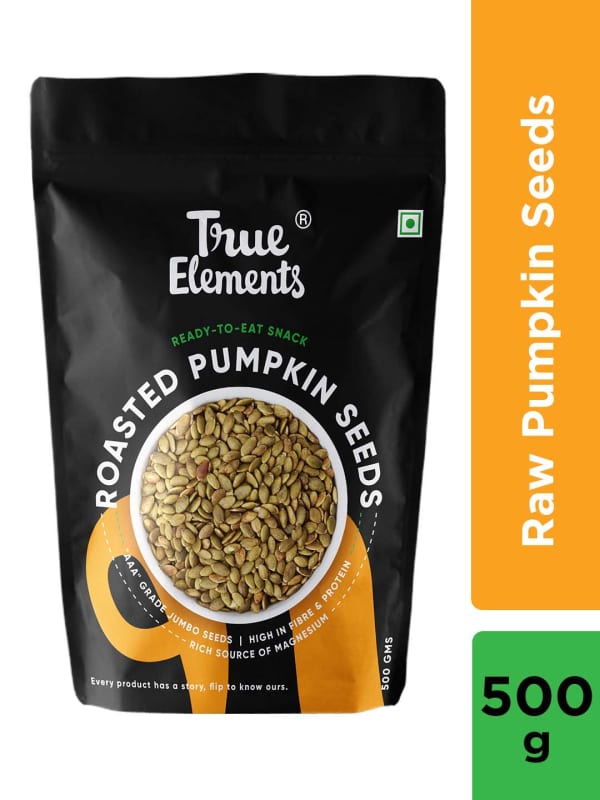 True ®
Elements
READY-TO-EAT SNACK
ROASTED PUMPKIN SEEDS
AAA" GRADE JUMBO SEEDS | HIGH IN FIBRE & PROTEIN
RICH SOURCE OF MAGNESIUM
500 GMS
Every product has a story, flip to know ours.
Raw Pumpkin Seeds
500
g